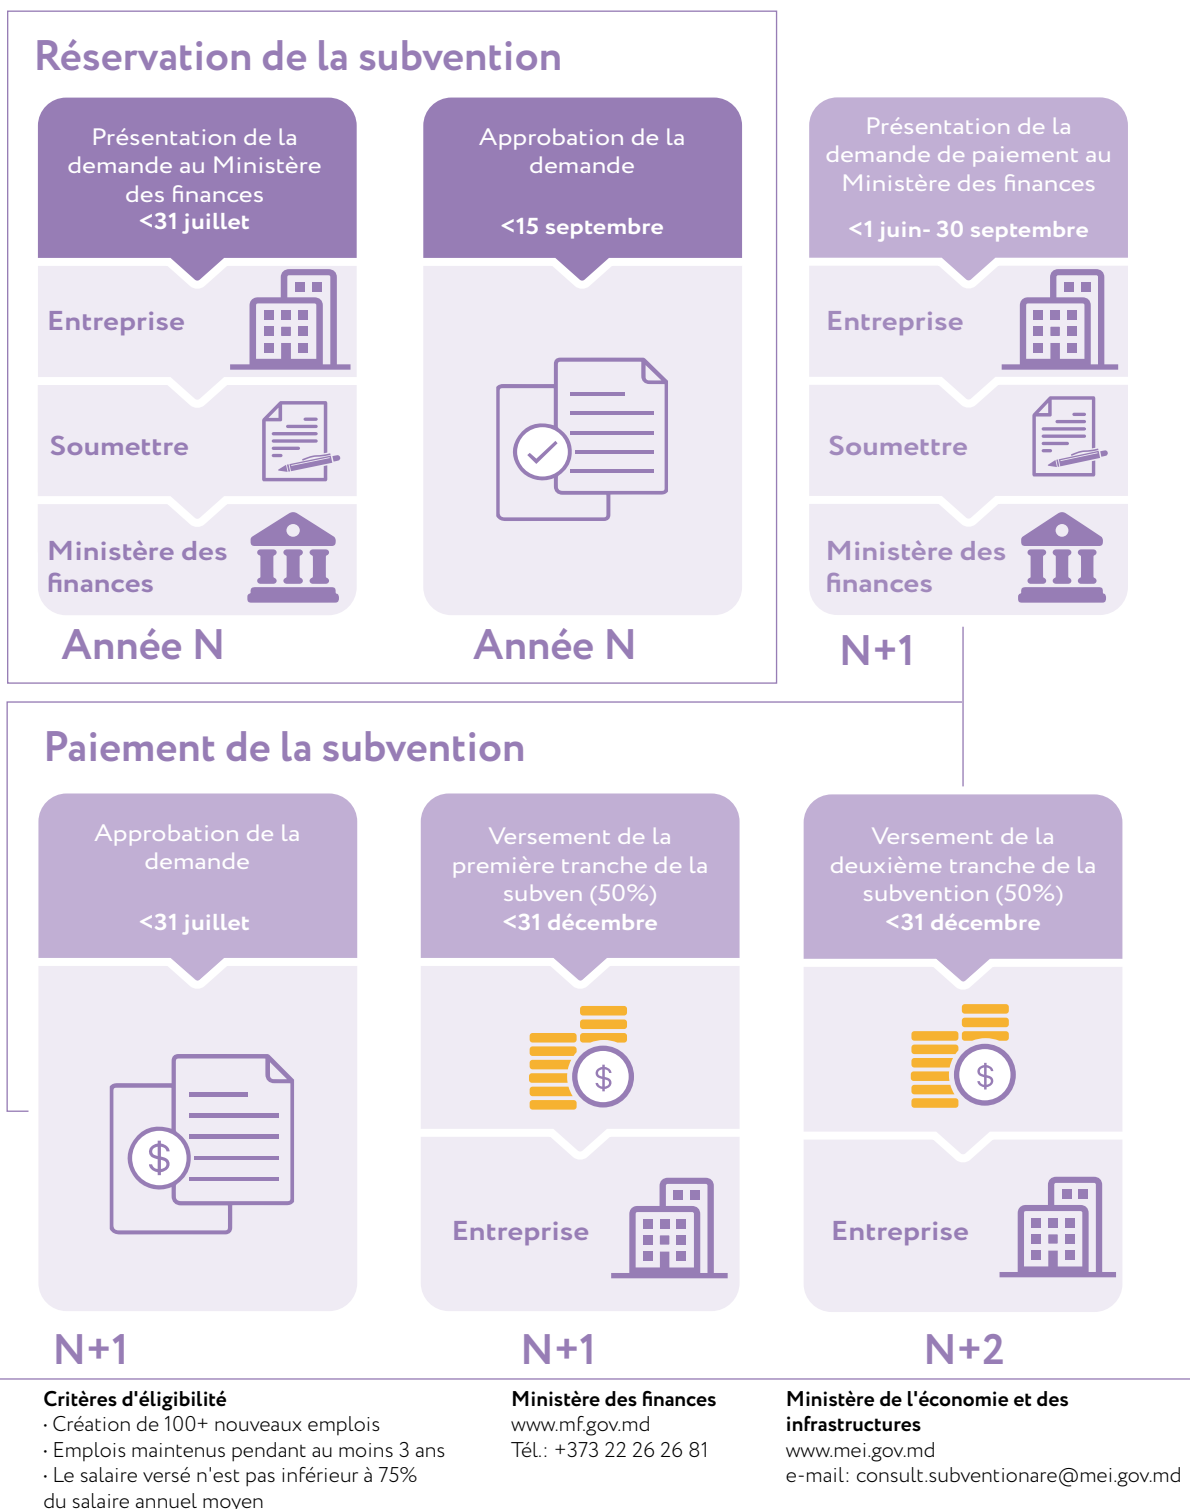 Réservation de la subvention
Présentation de la
demande au Ministère
des finances
<31 juillet
Entreprise
Soumettre
Ministère des
finances
Année N
Approbation de la
demande
<15 septembre
Année N
Présentation de la
demande de paiement au
Ministère des finances
<1 juin- 30 septembre
Entreprise
Soumettre
Ministère des
finances
N+1
Paiement de la subvention
Approbation de la
demande
<31 juillet
$
N+1
Versement de la
première tranche de la
subven (50%)
<31 décembre
$
Entreprise
N+1
Versement de la
deuxième tranche de la
subvention (50%)
<31 décembre
$
Entreprise
N+2
Critères d'éligibilité
· Création de 100+ nouveaux emplois
· Emplois maintenus pendant au moins 3 ans
· Le salaire versé n'est pas inférieur à 75%
du salaire annuel moyen
Ministère des finances
www.mf.gov.md
Tél.: +373 22 26 26 81
Ministère de l'économie et des
infrastructures
www.mei.gov.md
e-mail: consult.subventionare@mei.gov.md